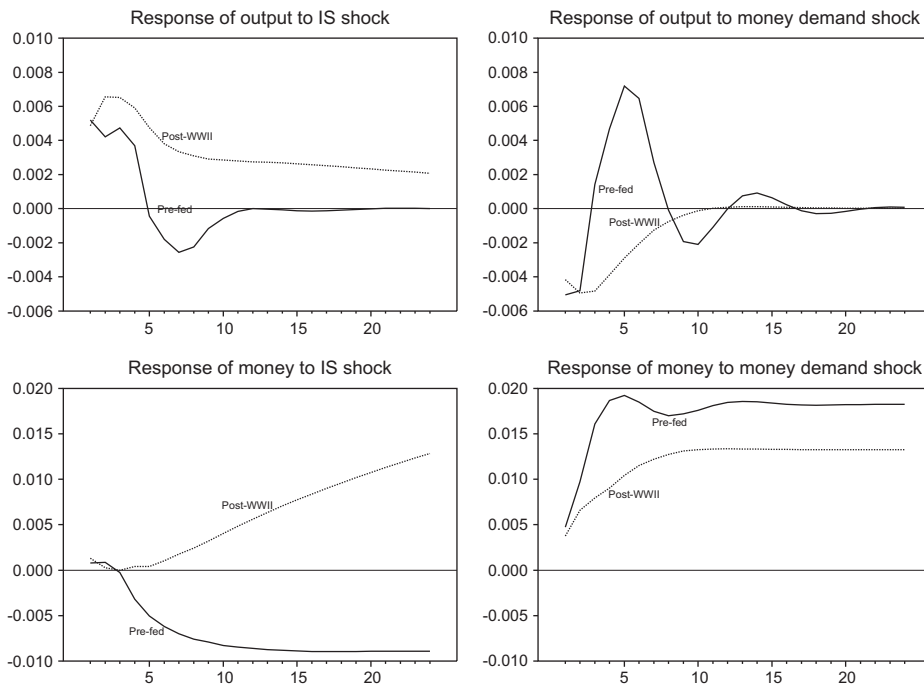 Response of output to IS shock
0.010
0.008
0.006
0.004
0.002
0.000
-0.002
-0.004
-0.006
Post-WWII
Pre-fed
5 10 15 20
Response of output to money demand shock
0.010
0.008
0.006
0.004
0.002
0.000
-0.002
-0.004
-0.006
Pre-fed
Post-WWII
5 10 15 20
Response of money to IS shock
0.020
0.015
0.010
0.005
0.000
-0.005
-0.010
Post-WWII
Pre-fed
5 10 15 20
Response of money to money demand shock
0.020
0.015
0.010
0.005
0.000
-0.005
-0.010
Pre-fed
Post-WWII
5 10 15 20